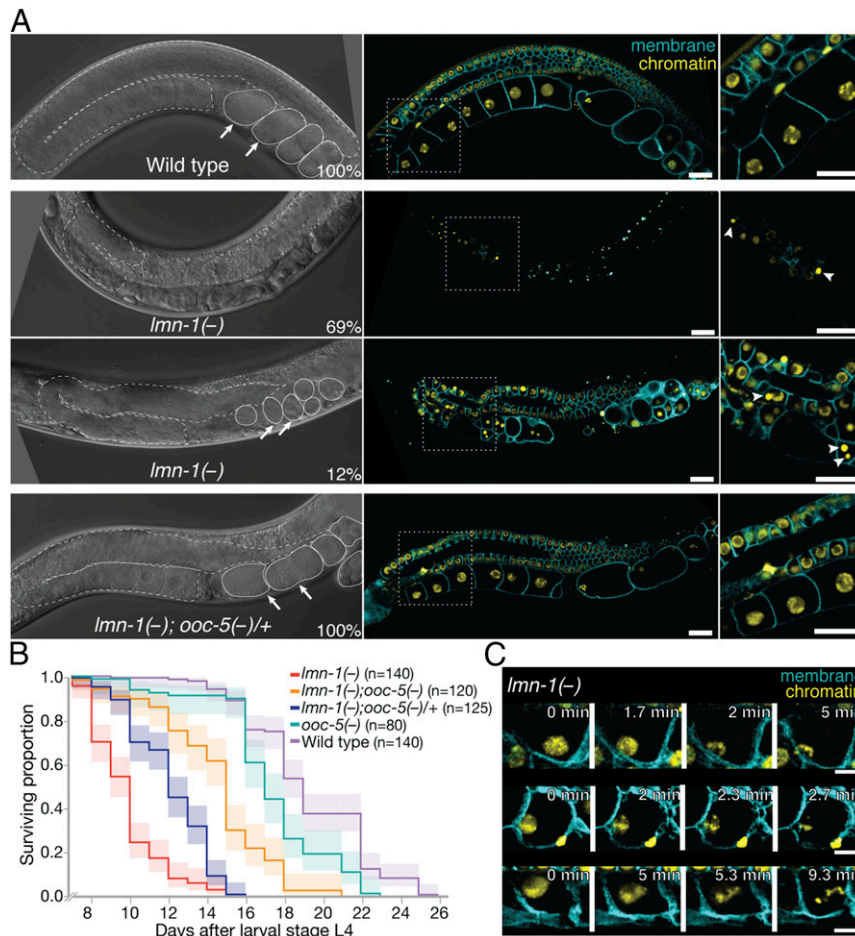 A
membrane
chromatin
Wild type
100%
lmn-1(–)
69%
lmn-1(–)
12%
lmn-1(–); ooc-5(–)/+
100%
B
Surviving proportion
1.0
0.8
0.6
0.4
0.2
0.0
8 10 12 14 16 18 20 22 24 26
Days after larval stage L4
lmn-1(–) (n=140)
lmn-1(–);ooc-5(–) (n=120)
lmn-1(–);ooc-5(–)/+ (n=125)
ooc-5(–) (n=80)
Wild type (n=140)
C
membrane
chromatin
lmn-1(–)
0 min 1.7 min 2 min 5 min
0 min 2 min 2.3 min 2.7 min
0 min 5 min 5.3 min 9.3 min